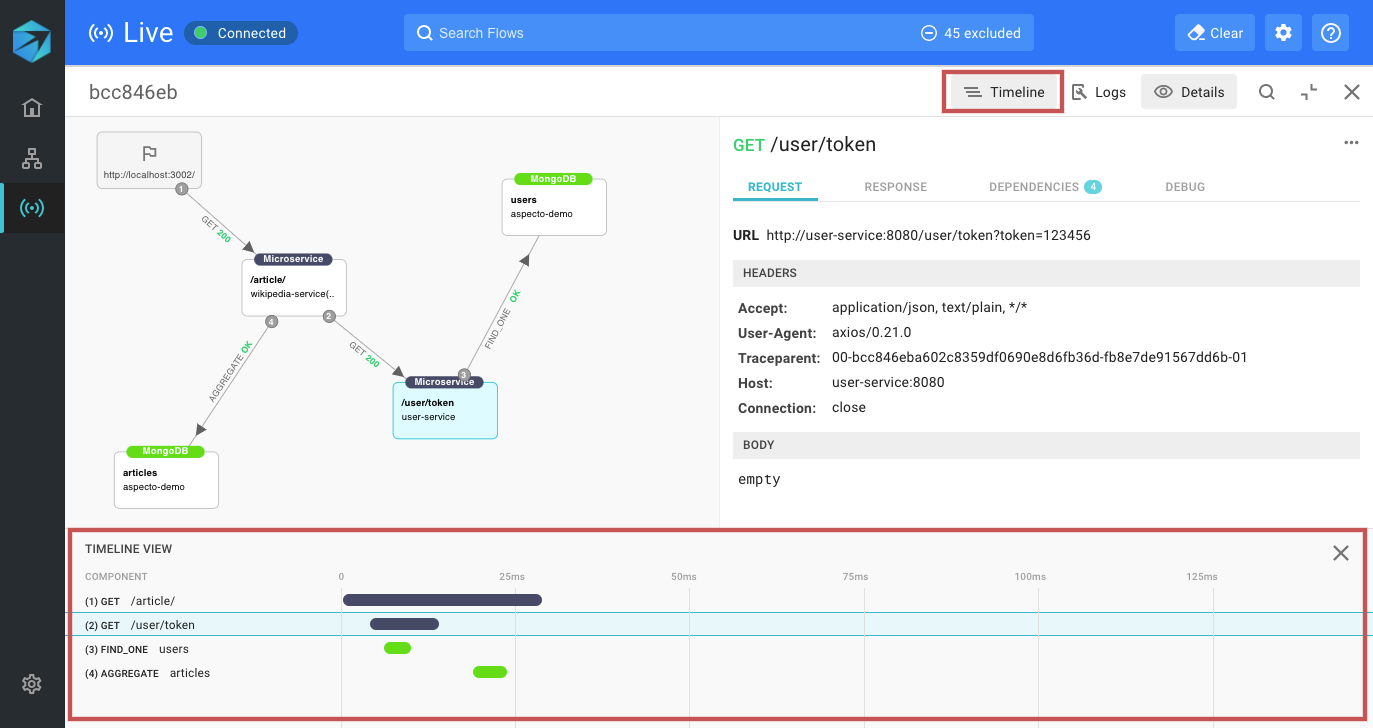 Live
Connected
Search Flows
45 excluded
Clear
bcc846eb
Timeline
Logs
Details
http://localhost:3002/
1
GET 200
Microservice
/article/
wikipedia-service(..
4
2
AGGREGATE OK
GET 200
MongoDB
users
aspecto-demo
FIND_ONE OK
3
Microservice
/user/token
user-service
MongoDB
articles
aspecto-demo
GET /user/token
REQUEST
RESPONSE
DEPENDENCIES 4
DEBUG
URL http://user-service:8080/user/token?token=123456
HEADERS
Accept: application/json, text/plain, */*
User-Agent: axios/0.21.0
Traceparent: 00-bcc846eba602c8359df0690e8d6fb36d-fb8e7de91567dd6b-01
Host: user-service:8080
Connection: close
BODY
empty
TIMELINE VIEW
COMPONENT 0 25ms 50ms 75ms 100ms 125ms
(1) GET /article/
(2) GET /user/token
(3) FIND_ONE users
(4) AGGREGATE articles